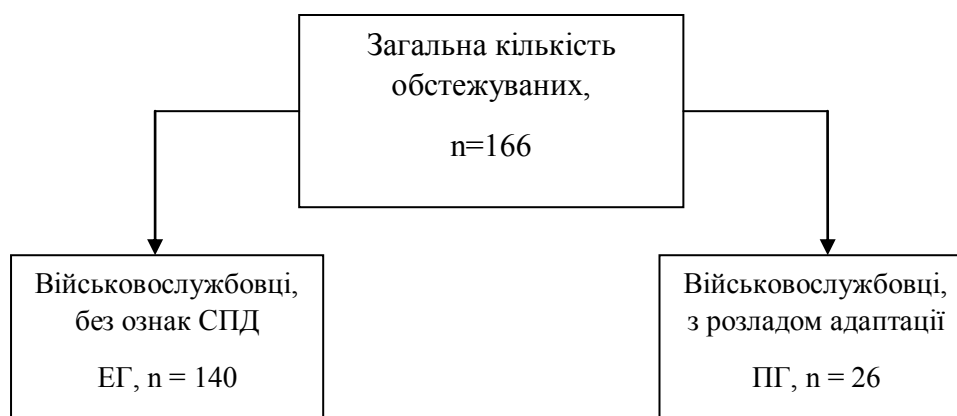 Загальна кількість
обстежуваних,
n=166
Військовослужбовці,
без ознак СПД
ЕГ, n = 140
Військовослужбовці,
з розладом адаптації
ПГ, n = 26